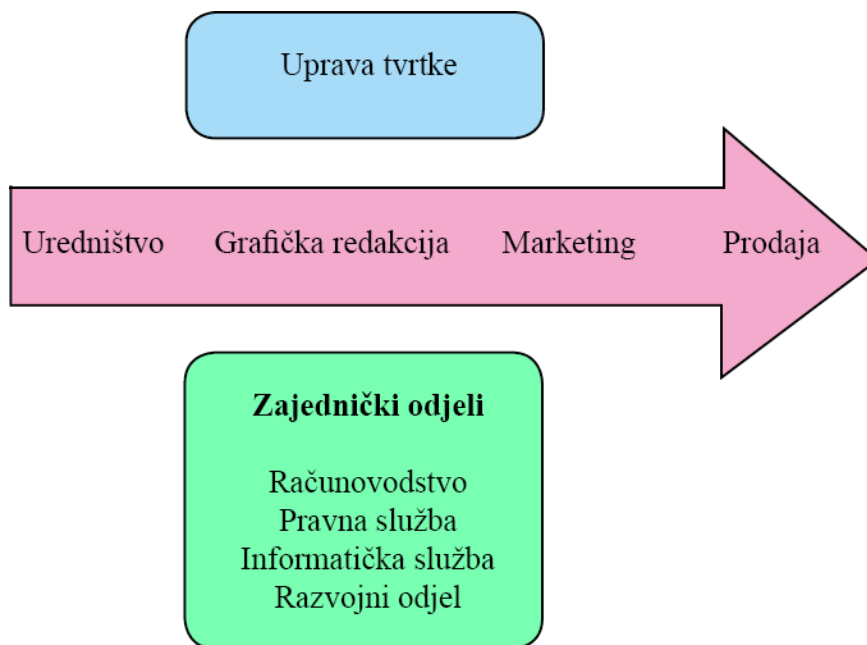 Uprava tvrtke
Uredništvo Grafička redakcija Marketing Prodaja
Zajednički odjeli
Računovodstvo
Pravna služba
Informatička služba
Razvojni odjel